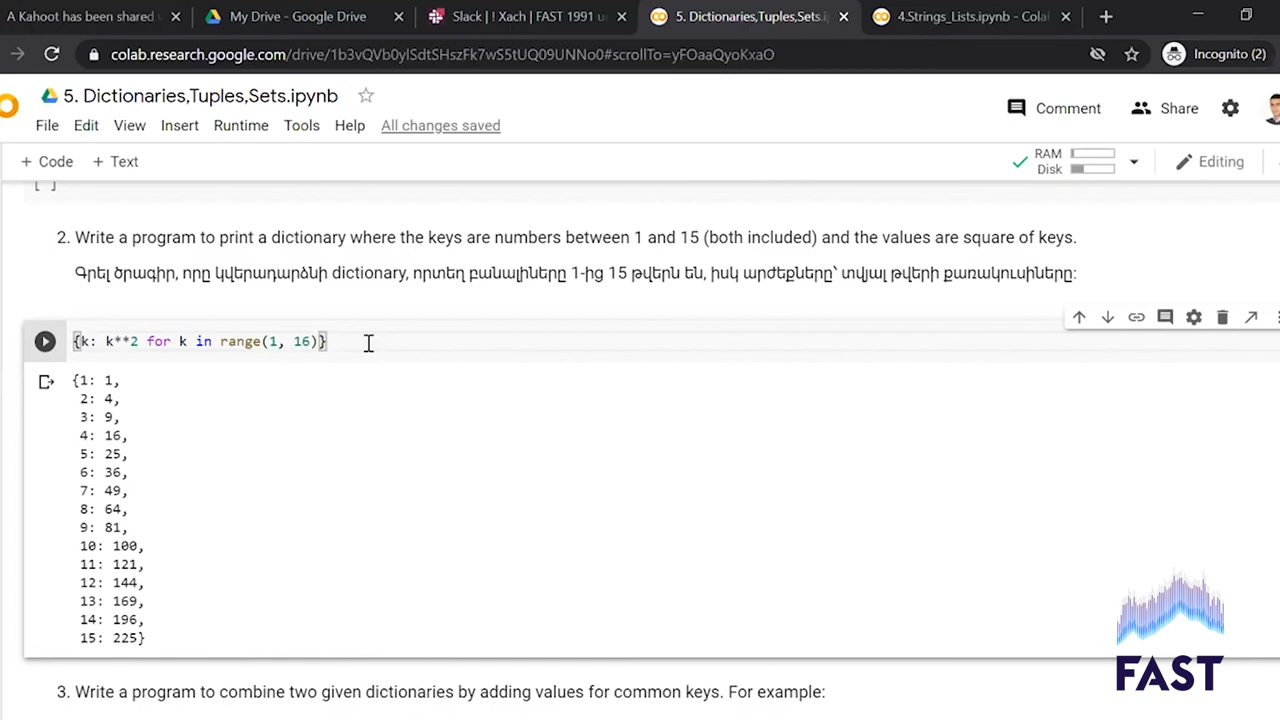 A Kahoot has been shared
My Drive - Google Drive
Slack | ! Xach | FAST 1991
5. Dictionaries,Tuples,Sets.i
4.Strings_Lists.ipynb - Cola
colab.research.google.com/drive/1b3vQVb0ylSdtSHszFk7wS5tUQ09UNNo0#scrollTo=yFOaaQyoKxaO
Incognito (2)
5. Dictionaries,Tuples,Sets.ipynb
Comment
Share
File Edit View Insert Runtime Tools Help All changes saved
+ Code + Text
RAM
Disk
Editing
[ ]
2. Write a program to print a dictionary where the keys are numbers between 1 and 15 (both included) and the values are square of keys.
Գրել ծրագիր, որը կվերադարձնի dictionary, որտեղ բանալիները 1-ից 15 թվերն են, իսկ արժեքները՝ տվյալ թվերի քառակուսիները:
{k: k**2 for k in range(1, 16)}
{1: 1,
2: 4,
3: 9,
4: 16,
5: 25,
6: 36,
7: 49,
8: 64,
9: 81,
10: 100,
11: 121,
12: 144,
13: 169,
14: 196,
15: 225}
FAST
3. Write a program to combine two given dictionaries by adding values for common keys. For example: